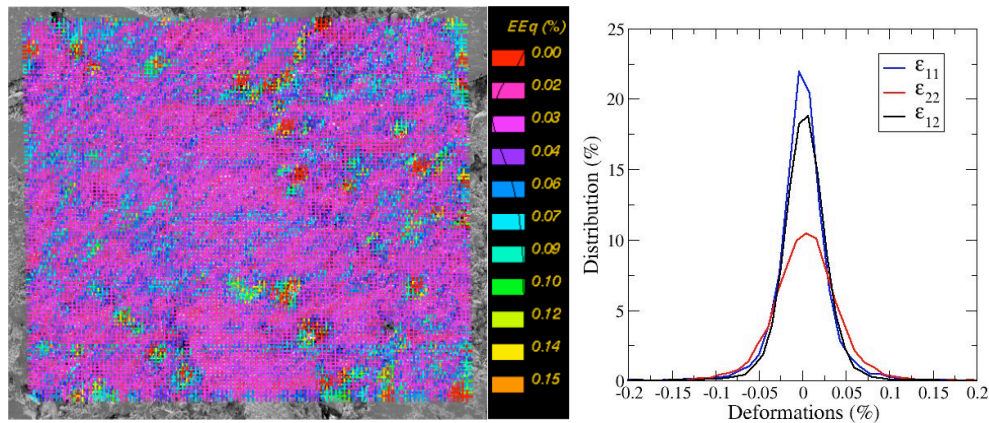 EEq (%)
0.00
0.02
0.03
0.04
0.06
0.07
0.09
0.10
0.12
0.14
0.15
25
20
15
10
5
0
Distribution (%)
ε11
ε22
ε12
-0.2 -0.15 -0.1 -0.05 0 0.05 0.1 0.15 0.2
Deformations (%)